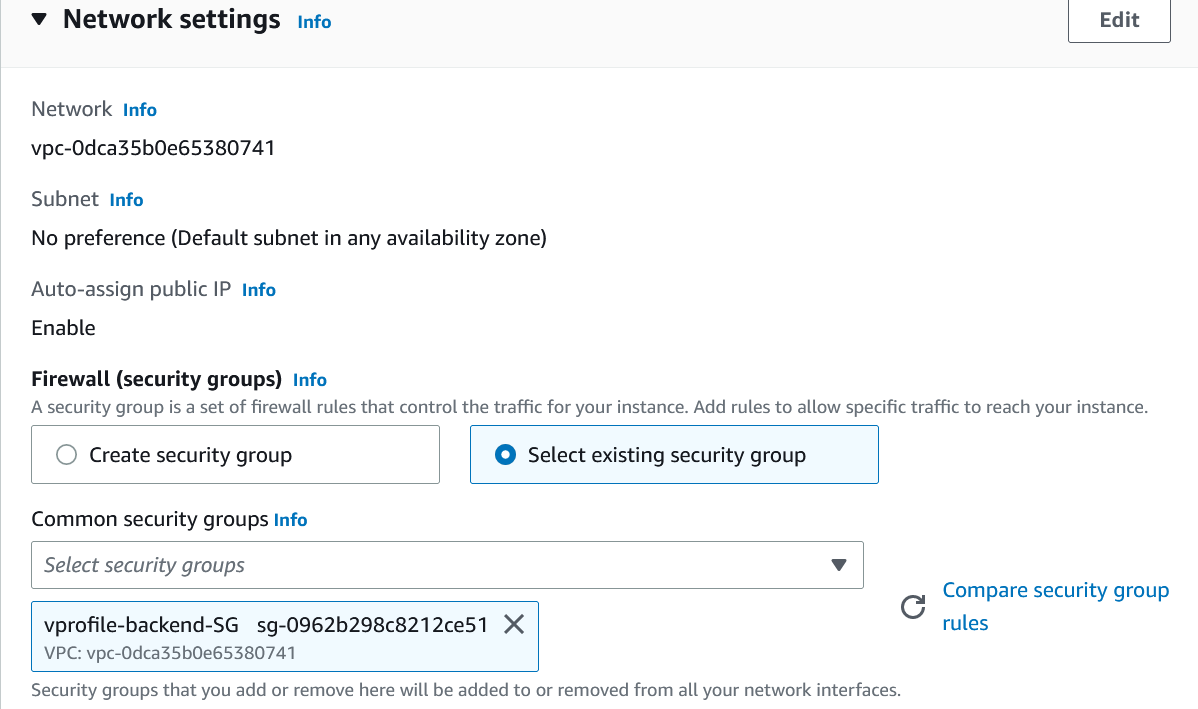 Network settings Info
Edit
Network Info
vpc-0dca35b0e65380741
Subnet Info
No preference (Default subnet in any availability zone)
Auto-assign public IP Info
Enable
Firewall (security groups) Info
A security group is a set of firewall rules that control the traffic for your instance. Add rules to allow specific traffic to reach your instance.
Create security group
Select existing security group
Common security groups Info
Select security groups
vprofile-backend-SG sg-0962b298c8212ce51
VPC: vpc-0dca35b0e65380741
Compare security group
rules
Security groups that you add or remove here will be added to or removed from all your network interfaces.